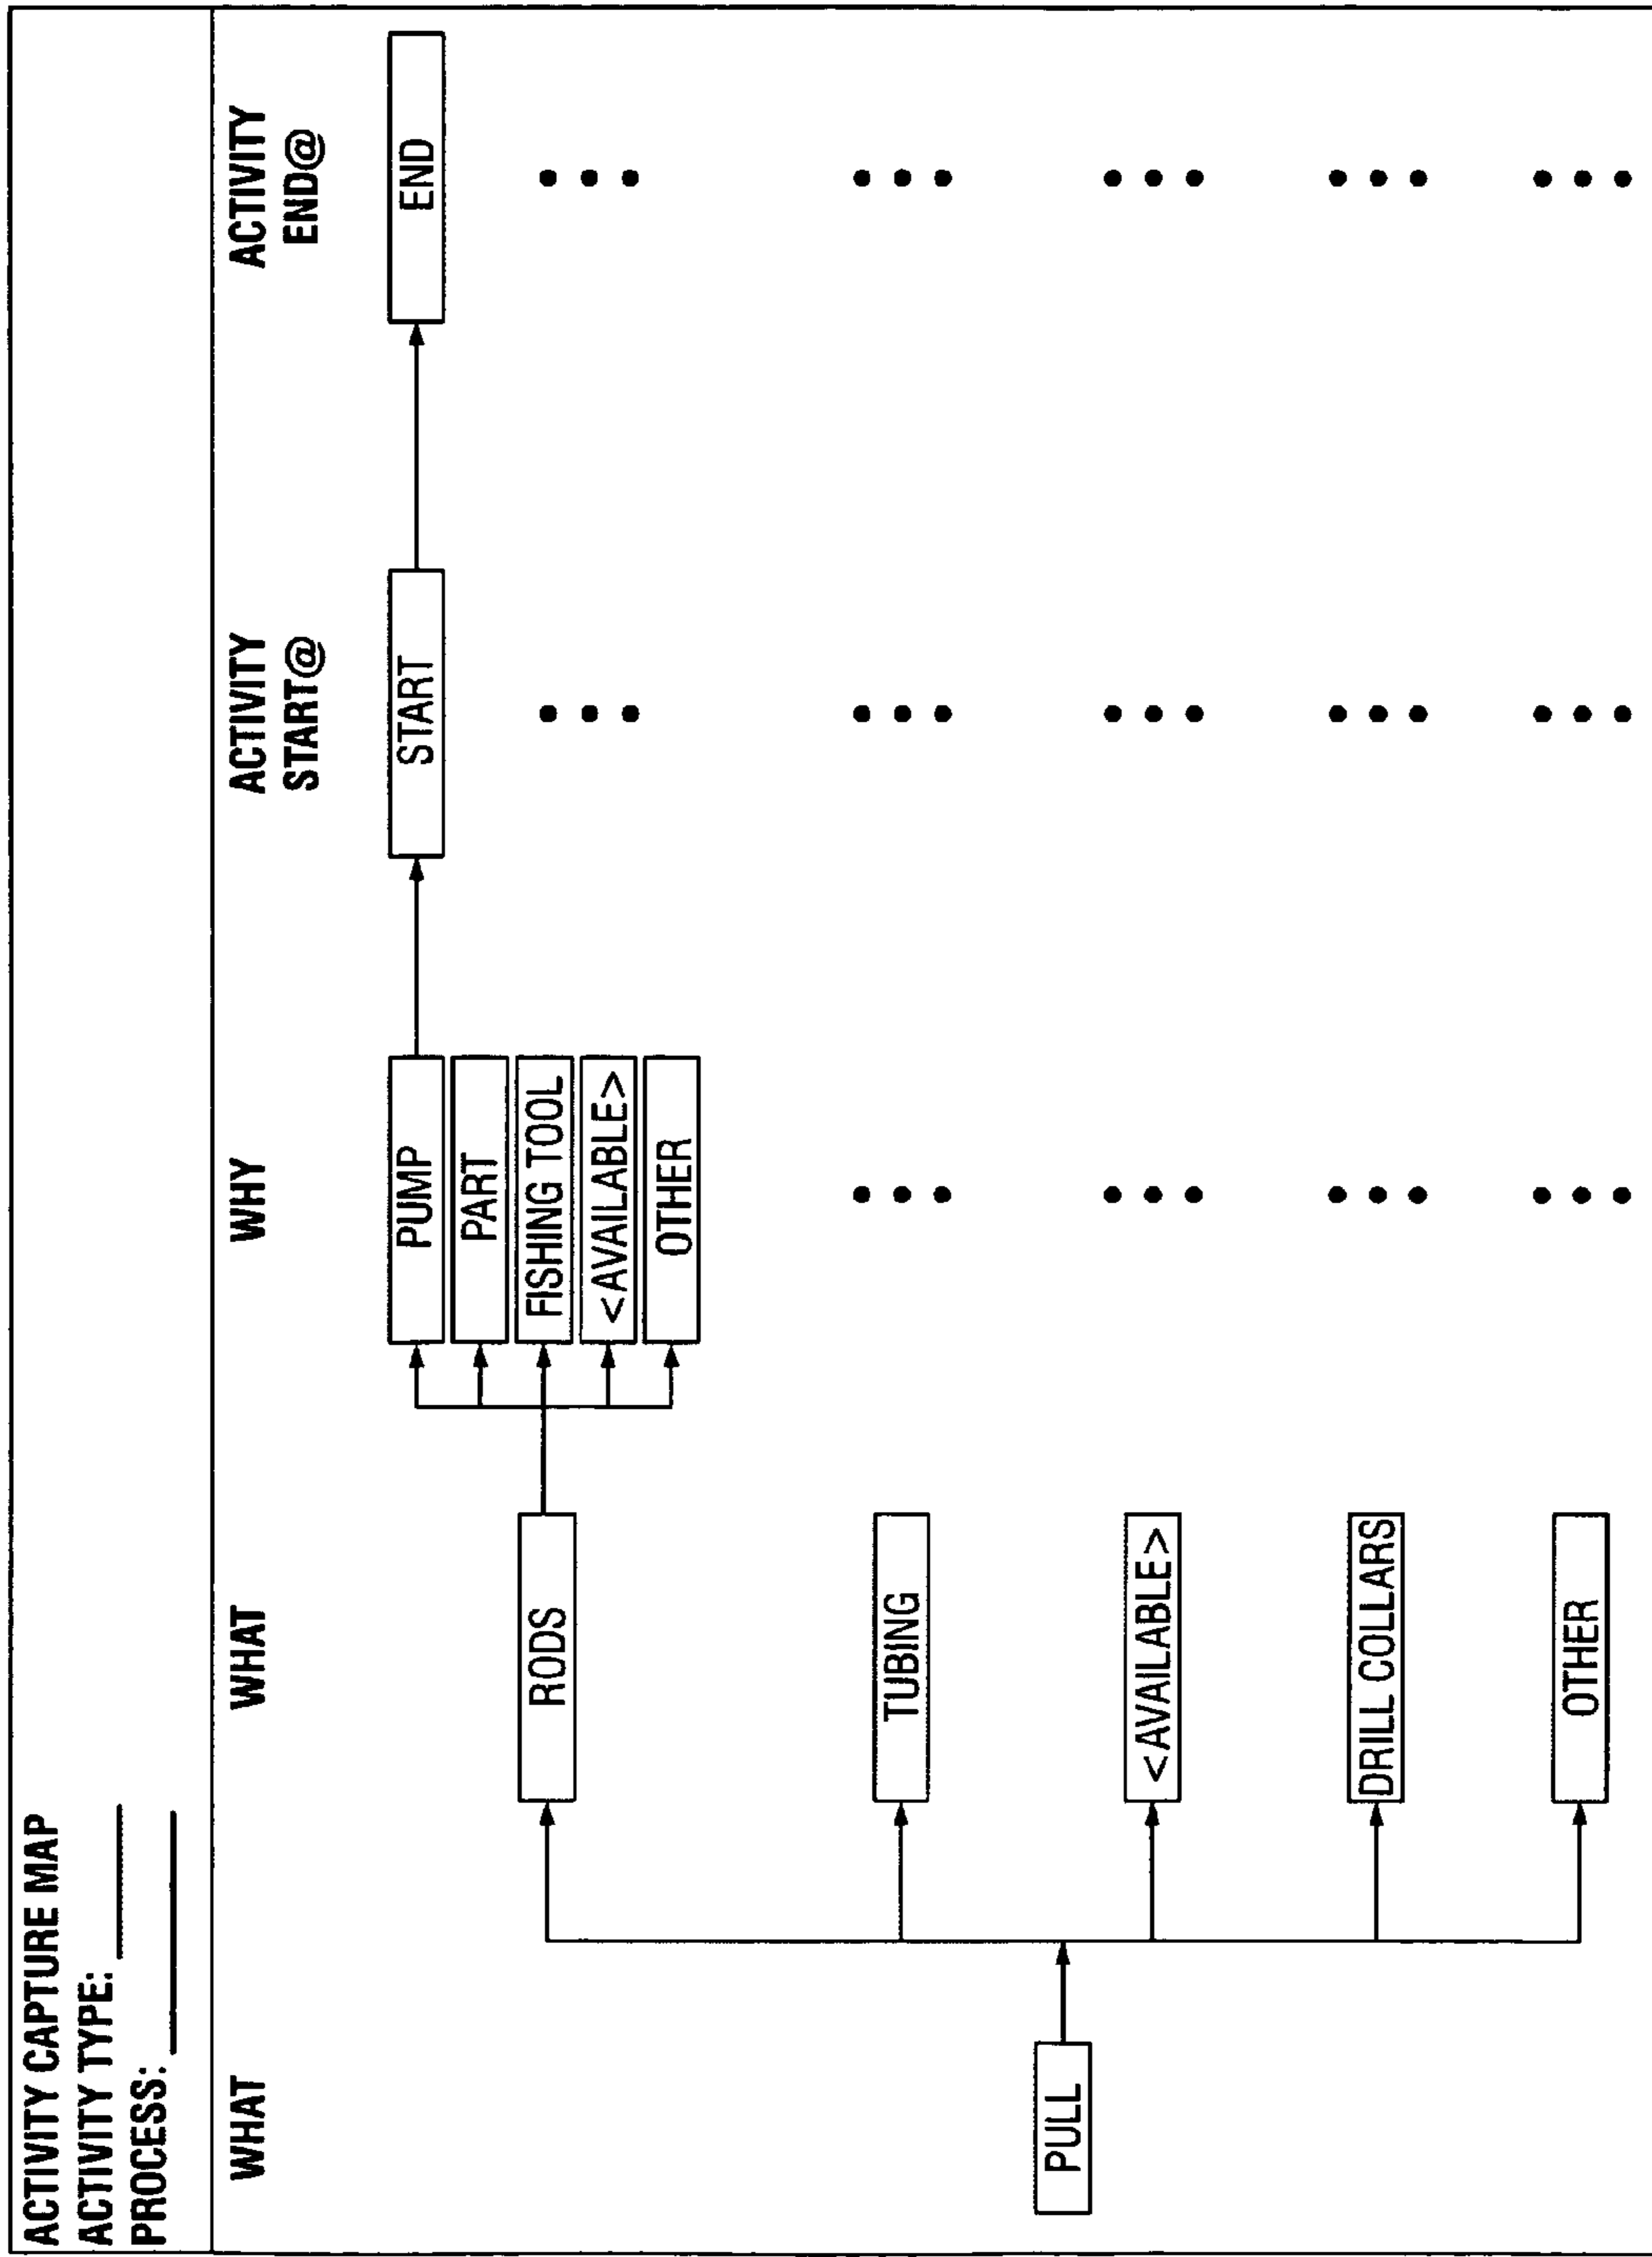 ACTIVITY CAPTURE MAP
ACTIVITY TYPE:
PROCESS:
WHAT
WHAT
WHY
ACTIVITY
START@
ACTIVITY
END@
PULL
RODS
TUBING
<AVAILABLE>
DRILL COLLARS
OTHER
PUMP
PART
FISHING TOOL
<AVAILABLE>
OTHER
START
END